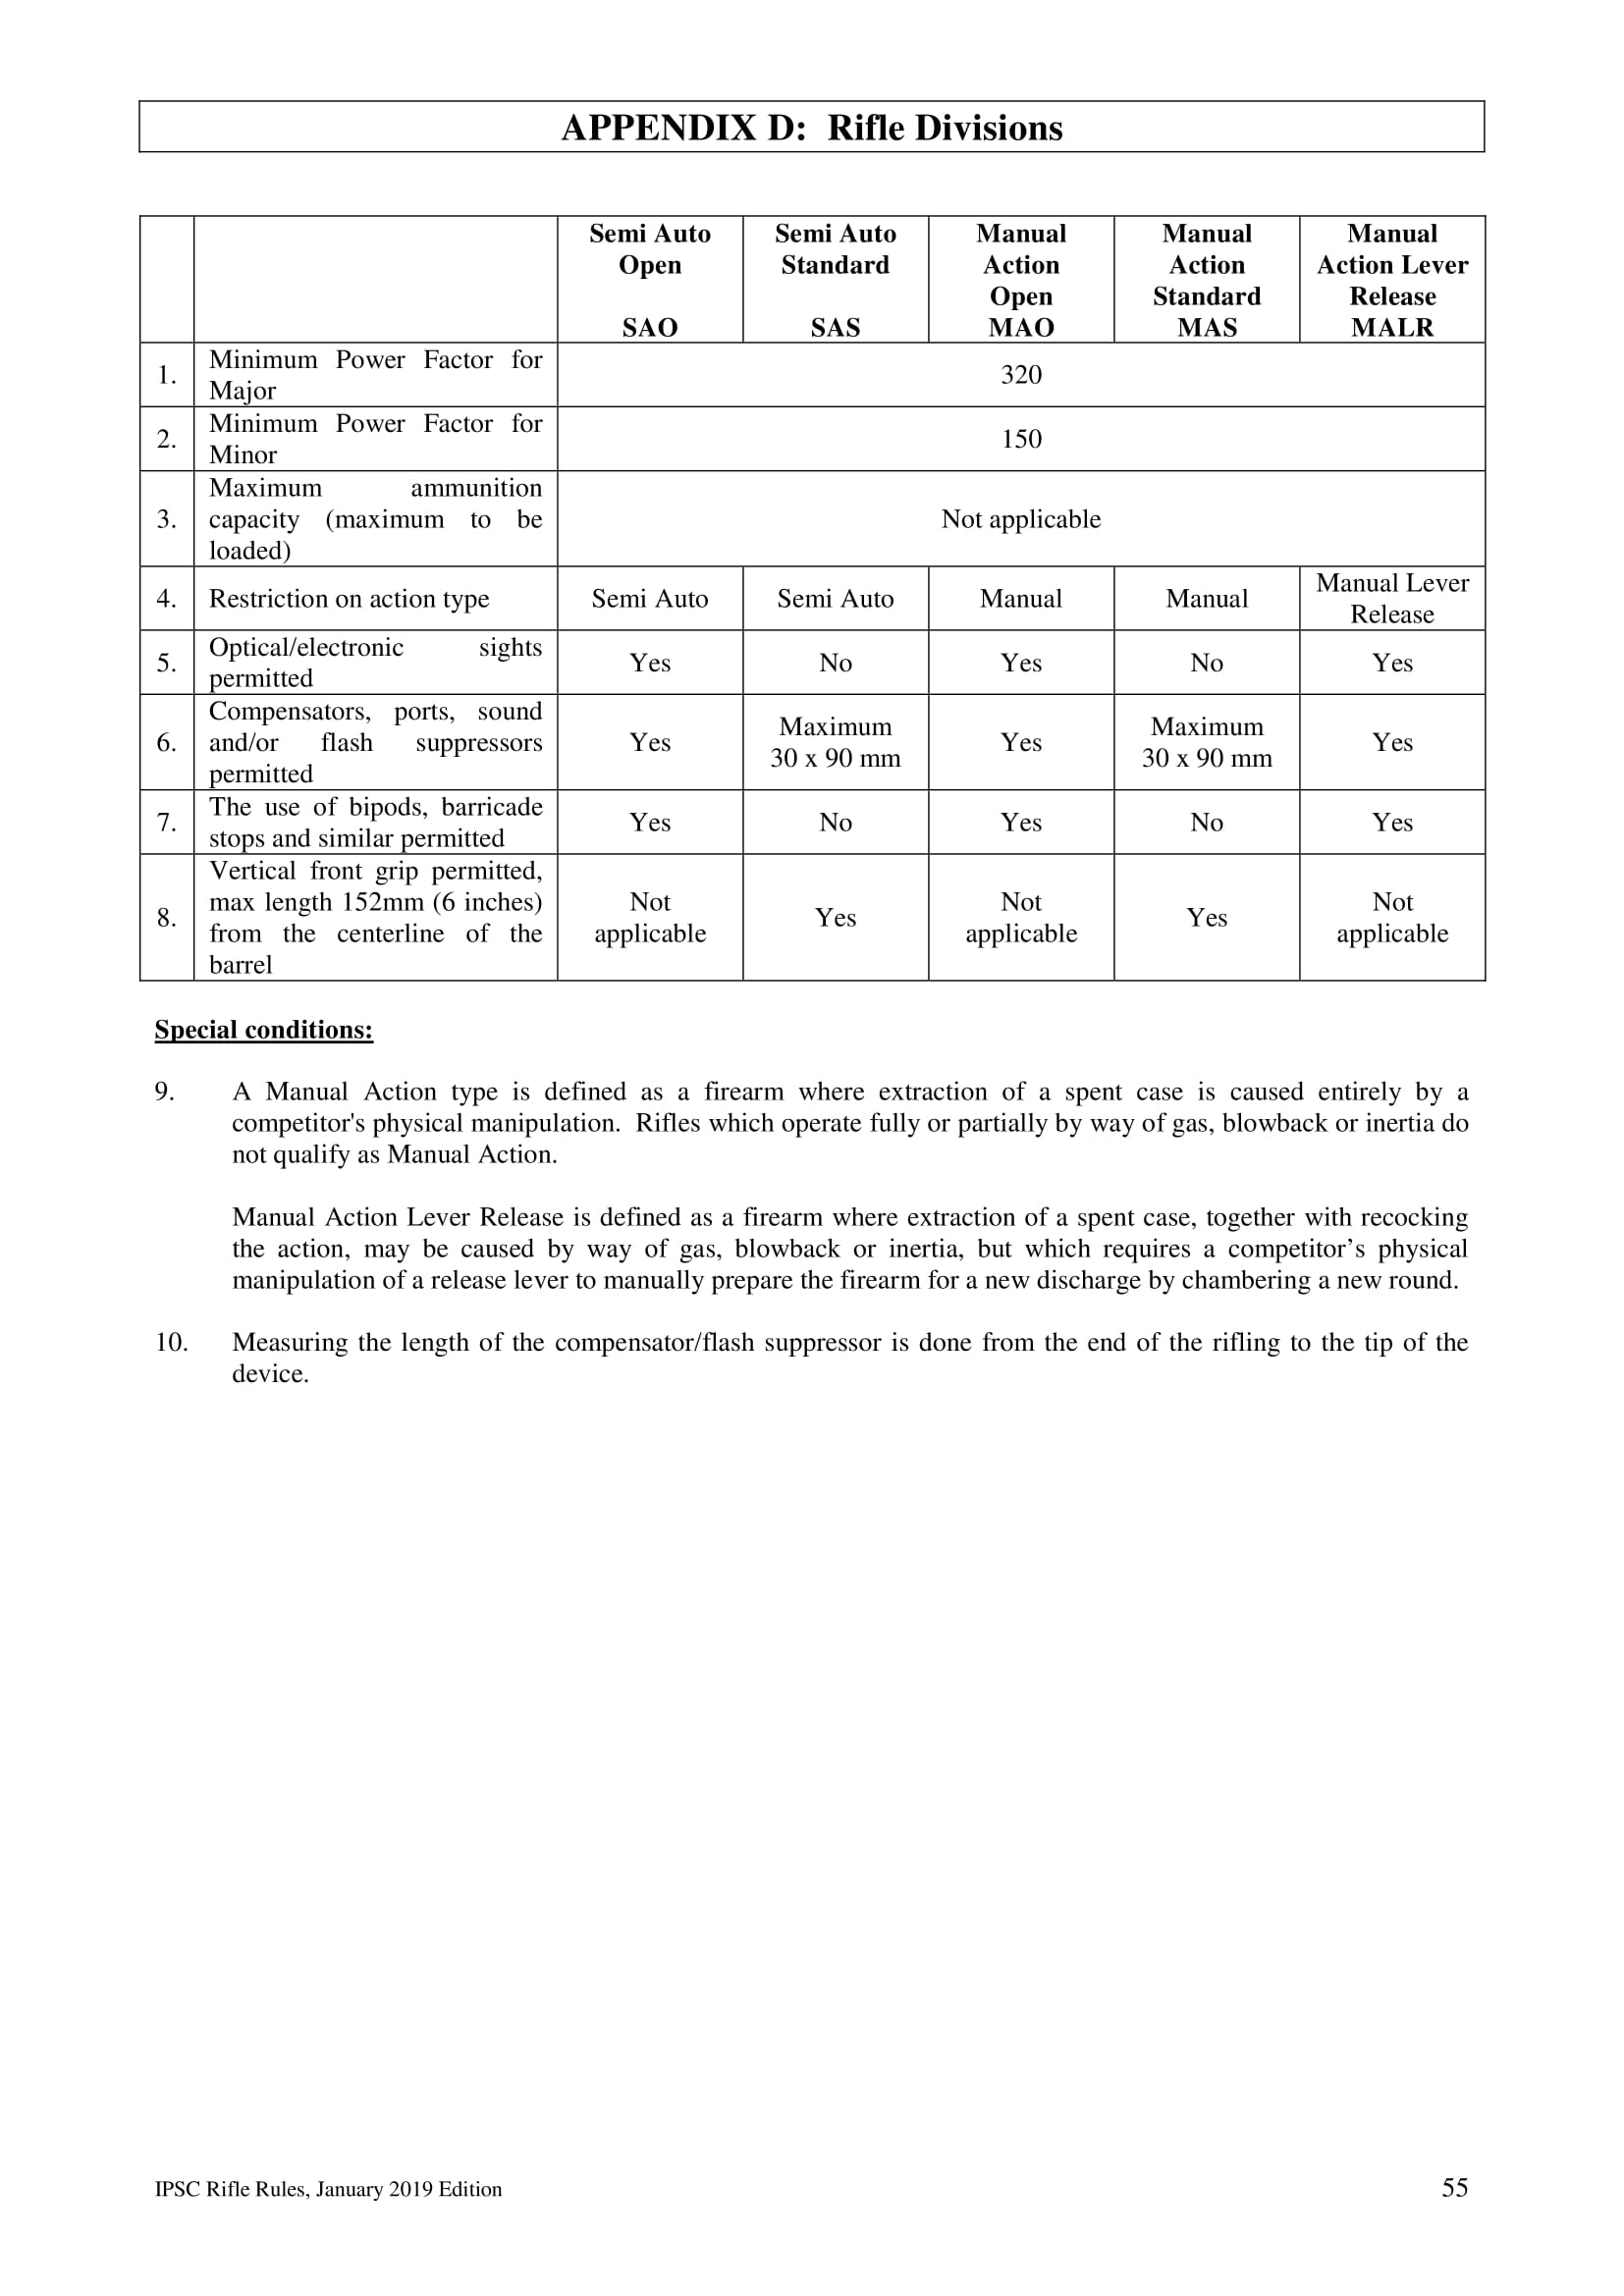 APPENDIX D: Rifle Divisions
Semi Auto
Open
SAO
Semi Auto
Standard
SAS
Manual
Action
Open
MAO
Manual
Action
Standard
MAS
Manual
Action Lever
Release
MALR
1.
Minimum Power Factor for
Major
320
2.
Minimum Power Factor for
Minor
150
3.
Maximum ammunition
capacity (maximum to be
loaded)
Not applicable
4.
Restriction on action type
Semi Auto
Semi Auto
Manual
Manual
Manual Lever
Release
5.
Optical/electronic sights
permitted
Yes
No
Yes
No
Yes
6.
Compensators, ports, sound
and/or flash suppressors
permitted
Yes
Maximum
30 x 90 mm
Yes
Maximum
30 x 90 mm
Yes
7.
The use of bipods, barricade
stops and similar permitted
Yes
No
Yes
No
Yes
8.
Vertical front grip permitted,
max length 152mm (6 inches)
from the centerline of the
barrel
Not
applicable
Yes
Not
applicable
Yes
Not
applicable
Special conditions:
9. A Manual Action type is defined as a firearm where extraction of a spent case is caused entirely by a
competitor's physical manipulation. Rifles which operate fully or partially by way of gas, blowback or inertia do
not qualify as Manual Action.
Manual Action Lever Release is defined as a firearm where extraction of a spent case, together with recocking
the action, may be caused by way of gas, blowback or inertia, but which requires a competitor’s physical
manipulation of a release lever to manually prepare the firearm for a new discharge by chambering a new round.
10. Measuring the length of the compensator/flash suppressor is done from the end of the rifling to the tip of the
device.
IPSC Rifle Rules, January 2019 Edition
55